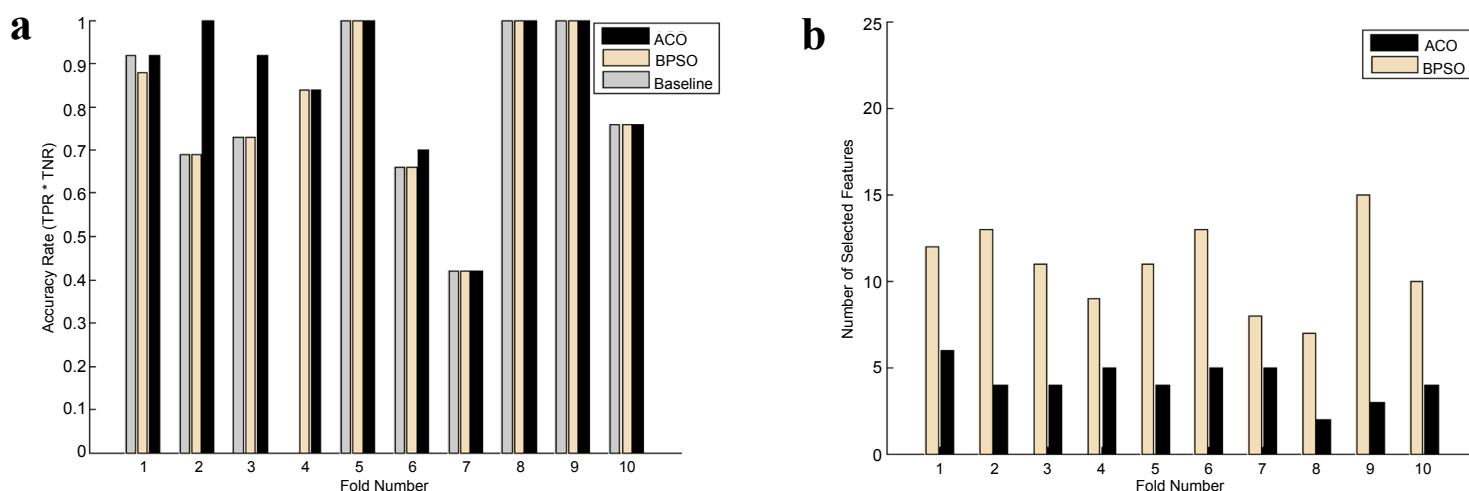 a
Accuracy Rate (TPR * TNR)
1
0.9
0.8
0.7
0.6
0.5
0.4
0.3
0.2
0.1
0
1 2 3 4 5 6 7 8 9 10
Fold Number
ACO
BPSO
Baseline
b
Number of Selected Features
25
20
15
10
5
0
1 2 3 4 5 6 7 8 9 10
Fold Number
ACO
BPSO